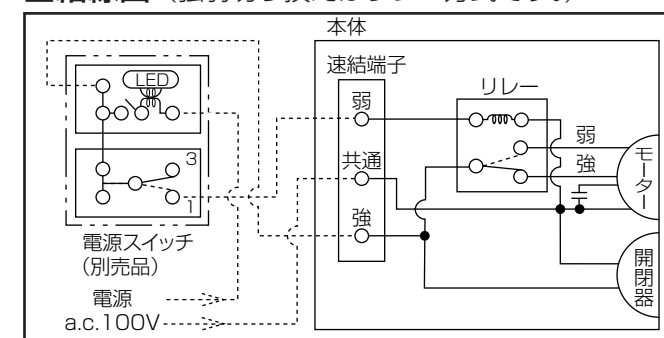 本体
速結端子
弱
共通
強
リレー
弱
強
モーター
開閉器
LED
3
1
電源スイッチ
(別売品)
電源
a.c.100V